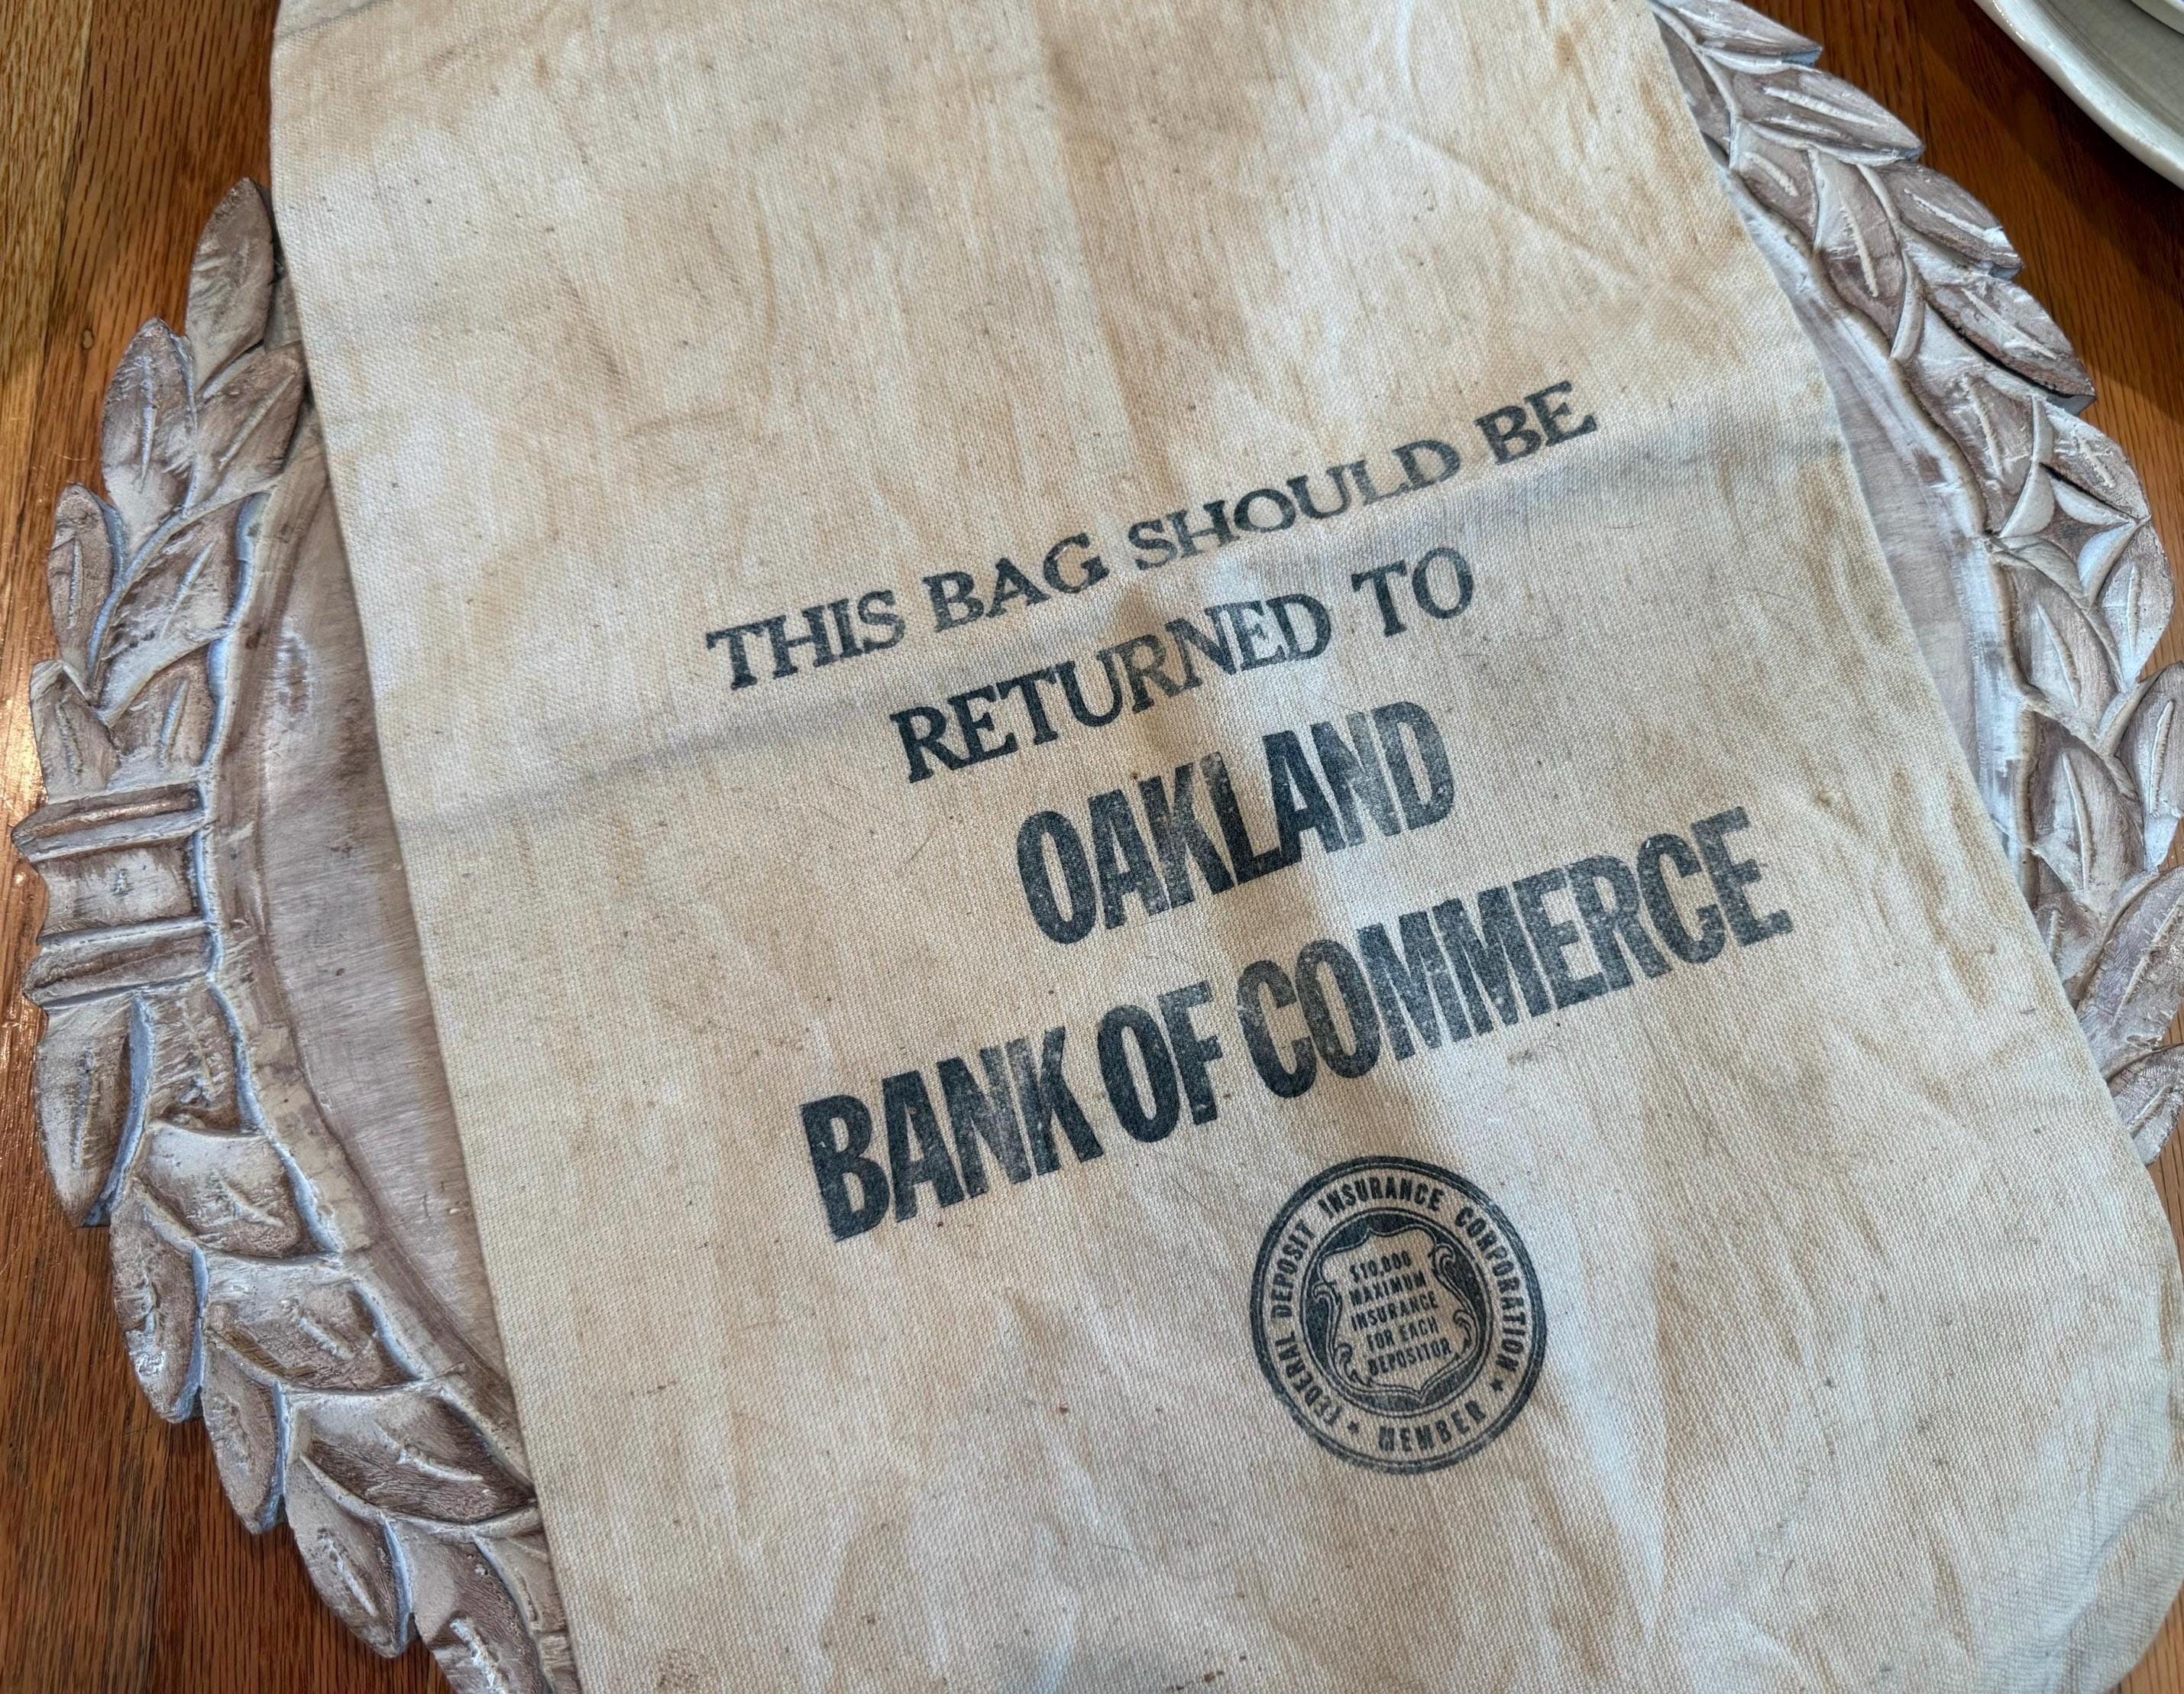 THIS BAG SHOULD BE
RETURNED TO
OAKLAND
BANK OF COMMERCE
FEDERAL DEPOSIT INSURANCE CORPORATION
$10,000
MAXIMUM
INSURANCE
FOR EACH
DEPOSITOR
★ MEMBER ★